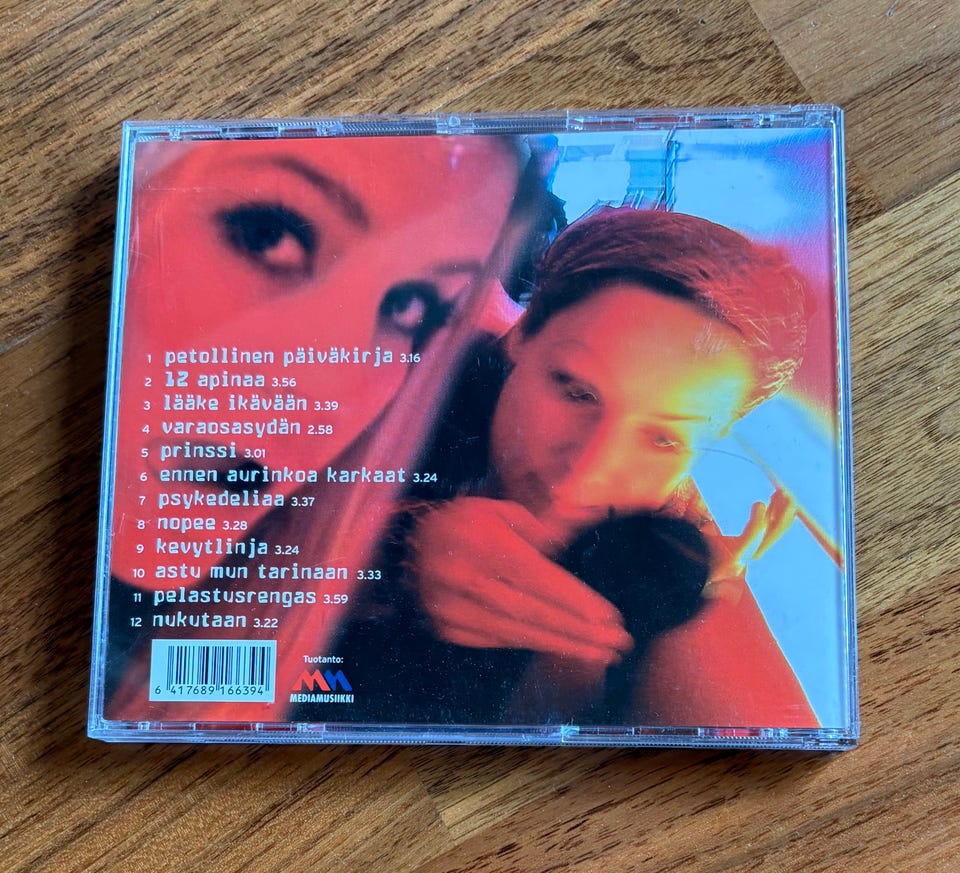 1 petollinen päiväkirja 3.16
2 12 apinaa 3.56
3 lääke ikävään 3.39
4 varaosasydän 2.58
5 prinssi 3.01
6 ennen aurinkoa karkaat 3.24
7 psykedeliaa 3.37
8 nopee 3.28
9 kevytlinja 3.24
10 astu mun tarinaan 3.33
11 pelastusrengas 3.59
12 nukutaan 3.22
6 417689 166394
Tuotanto:
MM
MEDIAMUSIIKKI